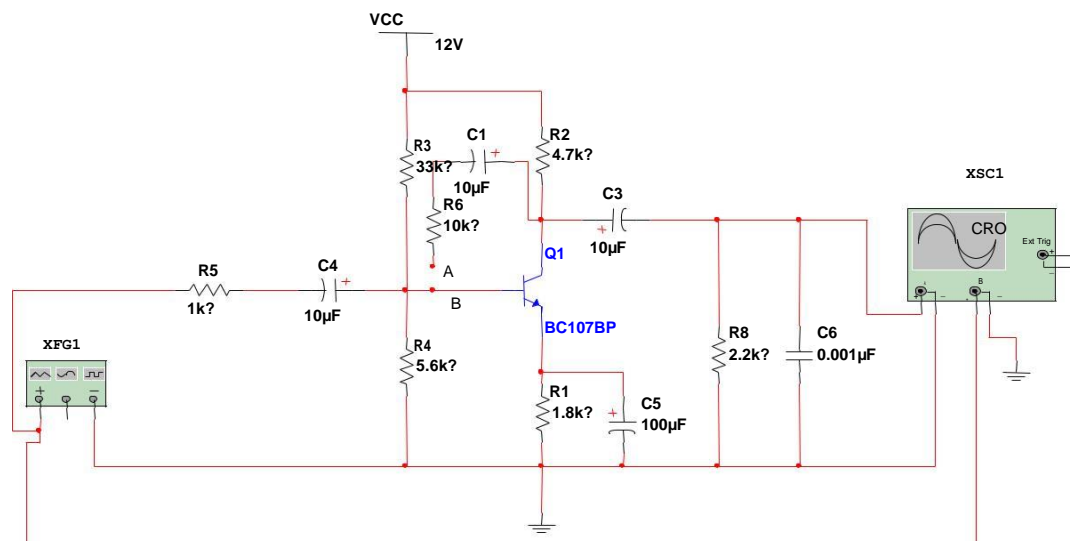 VCC
12V
R3
33k?
C1
+
10µF
R2
4.7k?
R6
10k?
C3
+
10µF
XSC1
CRO
Ext Trig
+
−
A
B
+
−
+
−
Q1
BC107BP
A
B
R5
1k?
C4
+
10µF
R4
5.6k?
XFG1
+
−
R1
1.8k?
C5
+
100µF
R8
2.2k?
C6
0.001µF